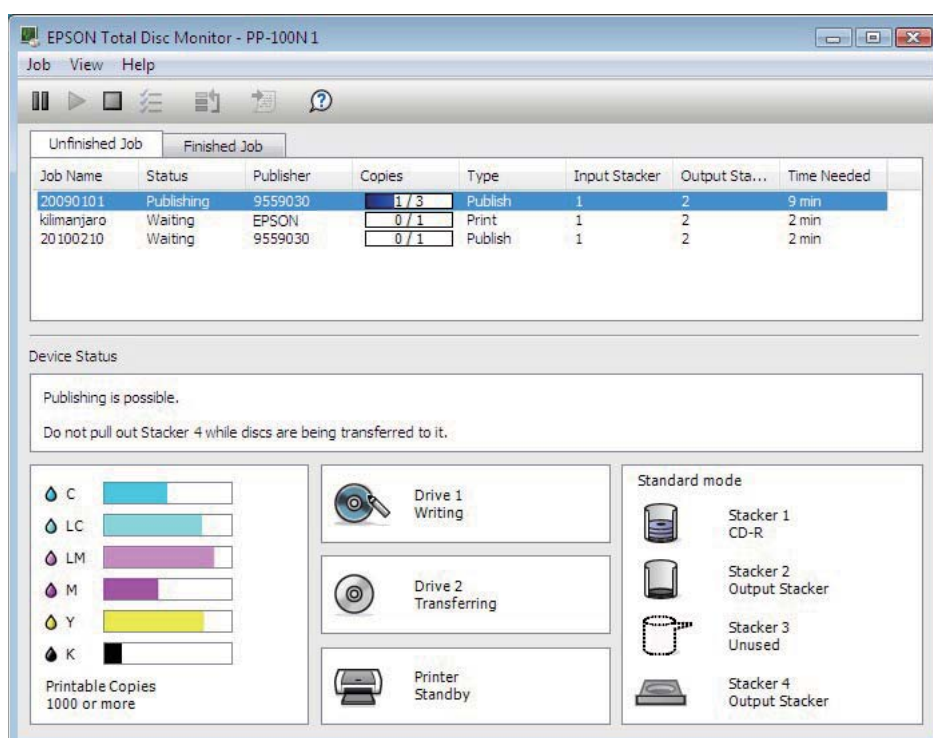 EPSON Total Disc Monitor - PP-100N 1
Job View Help
Unfinished Job Finished Job
Job Name Status Publisher Copies Type Input Stacker Output Sta... Time Needed
20090101 Publishing 9559030 1 / 3 Publish 1 2 9 min
kilimanjaro Waiting EPSON 0 / 1 Print 1 2 2 min
20100210 Waiting 9559030 0 / 1 Publish 1 2 2 min
Device Status
Publishing is possible.
Do not pull out Stacker 4 while discs are being transferred to it.
C
LC
LM
M
Y
K
Printable Copies
1000 or more
Drive 1
Writing
Drive 2
Transferring
Printer
Standby
Standard mode
Stacker 1
CD-R
Stacker 2
Output Stacker
Stacker 3
Unused
Stacker 4
Output Stacker